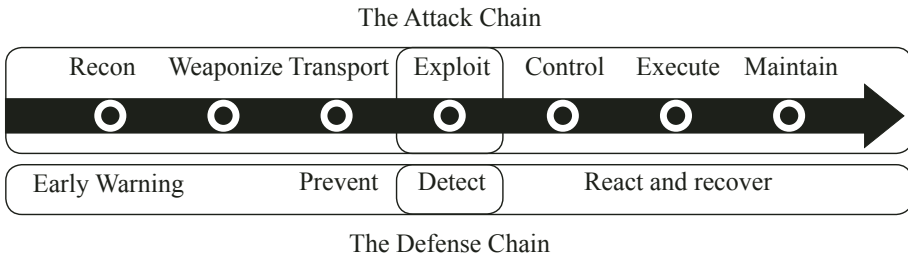 The Attack Chain
Recon Weaponize Transport Exploit Control Execute Maintain
Early Warning Prevent Detect React and recover
The Defense Chain